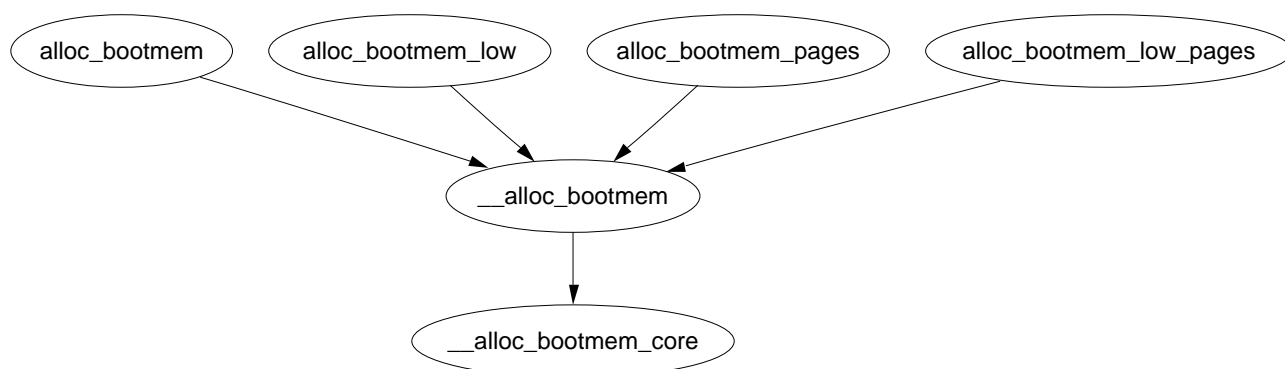 alloc_bootmem
alloc_bootmem_low
alloc_bootmem_pages
alloc_bootmem_low_pages
__alloc_bootmem
__alloc_bootmem_core